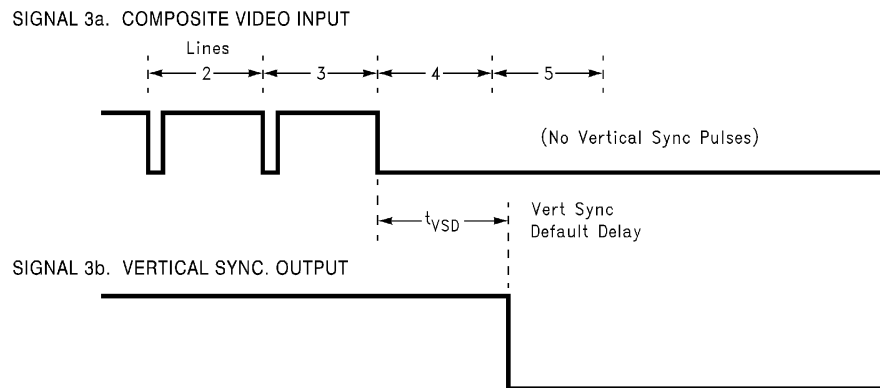 SIGNAL 3a. COMPOSITE VIDEO INPUT
Lines
2 3 4 5
(No Vertical Sync Pulses)
tVSD
Vert Sync
Default Delay
SIGNAL 3b. VERTICAL SYNC. OUTPUT